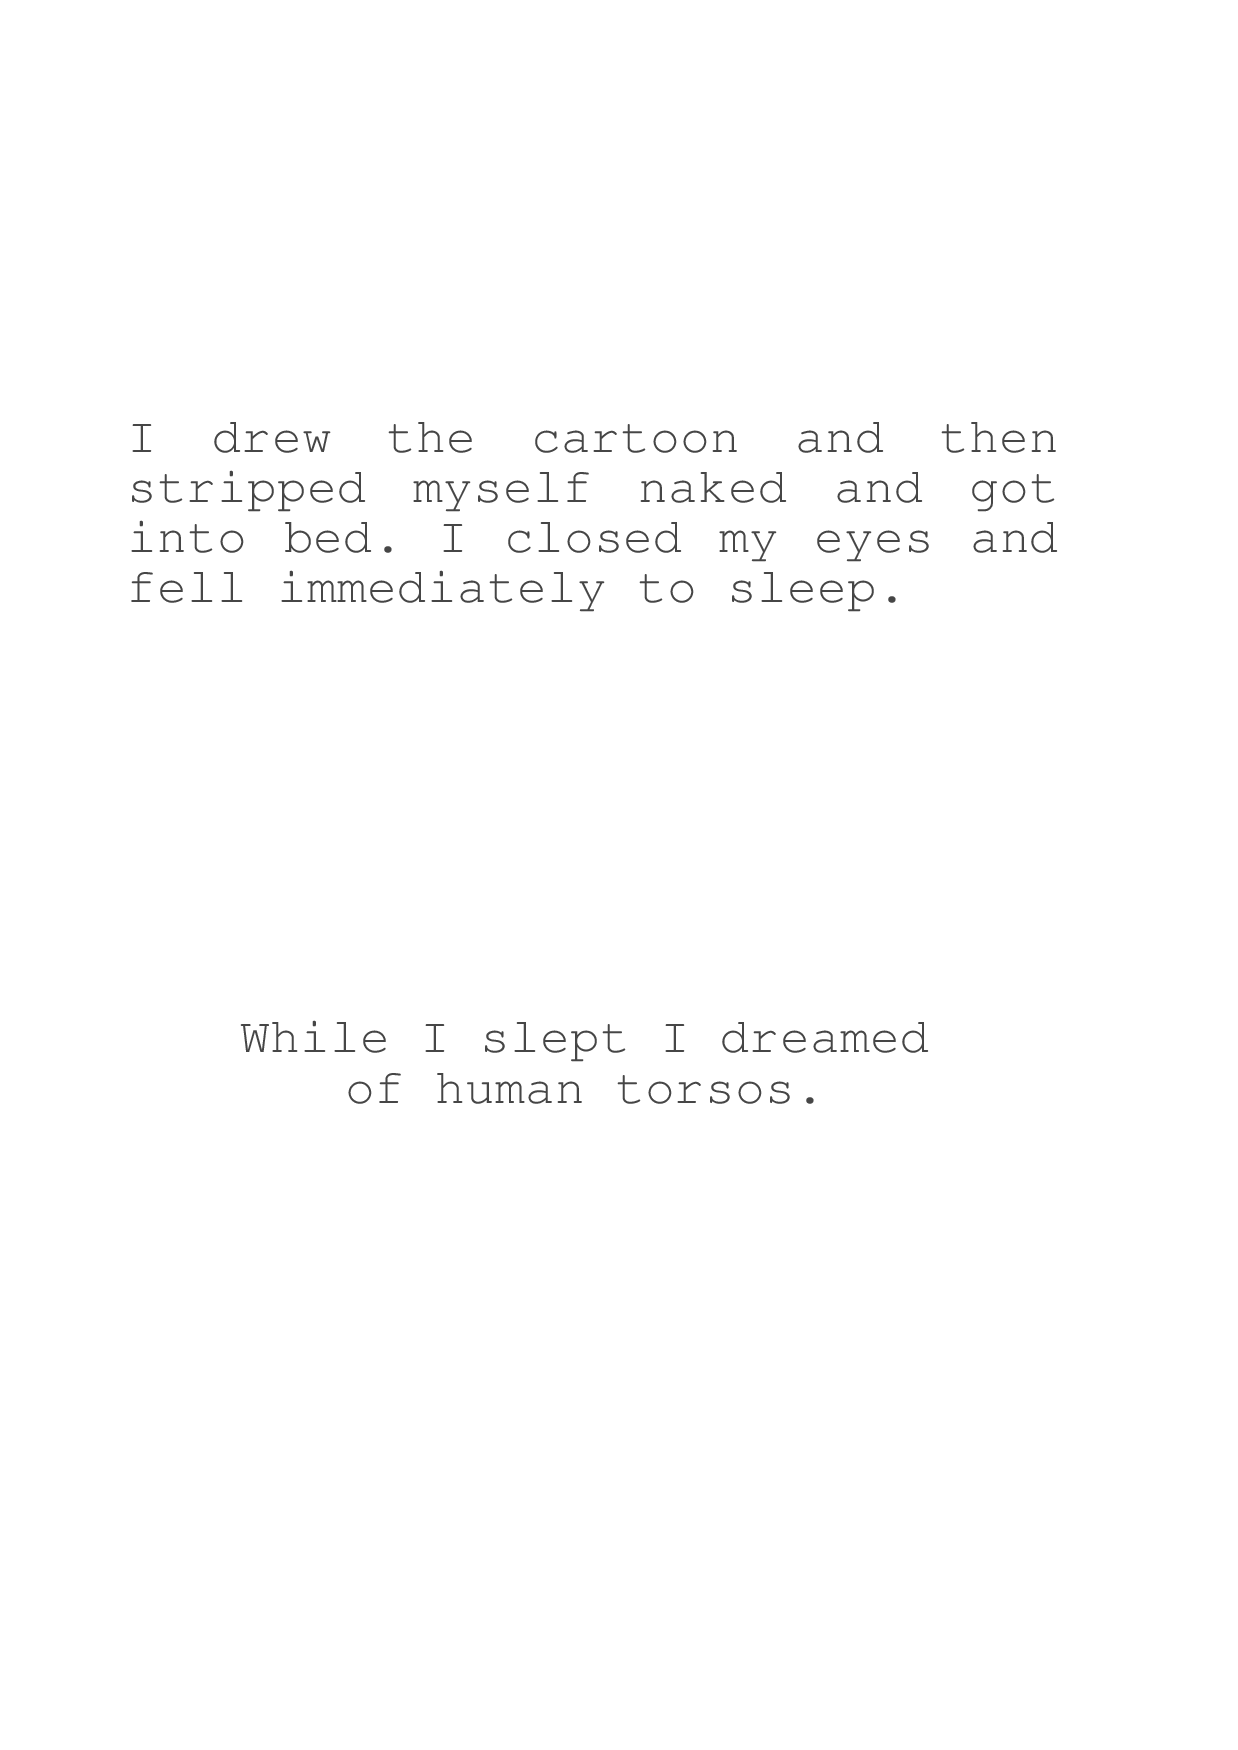 I drew the cartoon and then
stripped myself naked and got
into bed. I closed my eyes and
fell immediately to sleep.
While I slept I dreamed
of human torsos.